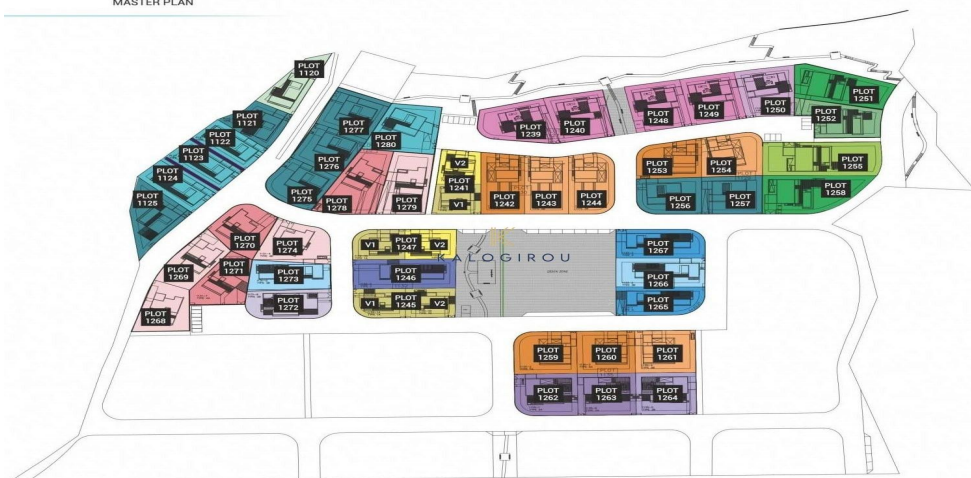 MASTER PLAN
PLOT
1120
PLOT
1121
PLOT
1122
PLOT
1123
PLOT
1124
PLOT
1125
PLOT
1277
PLOT
1280
PLOT
1276
PLOT
1275
PLOT
1278
PLOT
1279
V2
PLOT
1241
V1
PLOT
1242
PLOT
1243
PLOT
1244
PLOT
1239
PLOT
1240
PLOT
1248
PLOT
1249
PLOT
1250
PLOT
1251
PLOT
1252
PLOT
1253
PLOT
1254
PLOT
1255
PLOT
1256
PLOT
1257
PLOT
1258
PLOT
1270
PLOT
1274
PLOT
1269
PLOT
1271
PLOT
1273
PLOT
1272
PLOT
1268
V1
PLOT
1247
V2
PLOT
1246
V1
PLOT
1245
V2
KALOGIROU
PLOT
1267
PLOT
1266
PLOT
1265
PLOT
1259
PLOT
1260
PLOT
1261
PLOT
1262
PLOT
1263
PLOT
1264